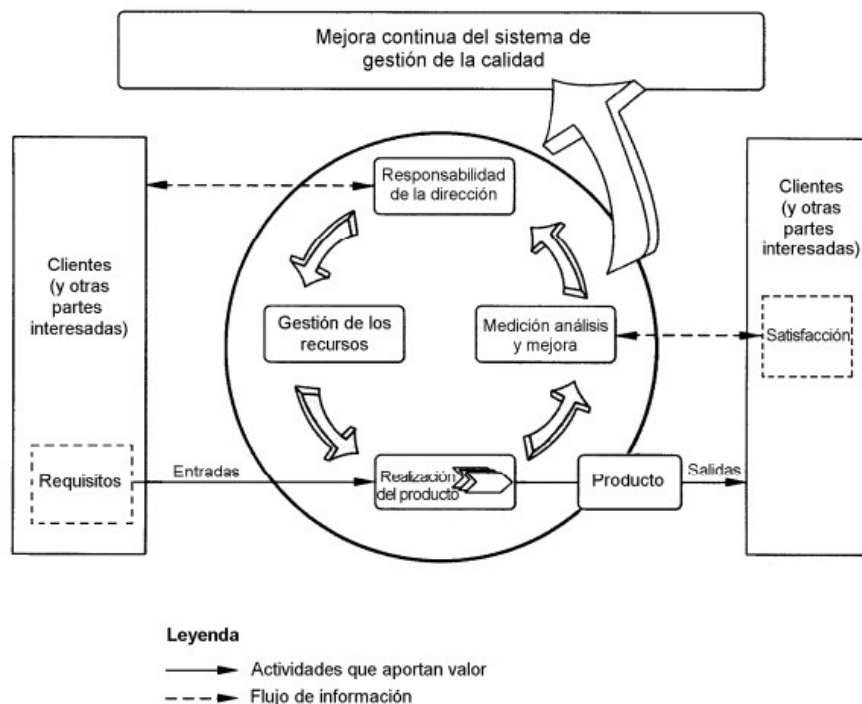 Mejora continua del sistema de
gestión de la calidad
Responsabilidad
de la dirección
Clientes
(y otras
partes
interesadas)
Clientes
(y otras
partes
interesadas)
Gestión de los
recursos
Medición análisis
y mejora
Satisfacción
Requisitos
Entradas
Realización
del producto
Producto
Salidas
Leyenda
Actividades que aportan valor
Flujo de información